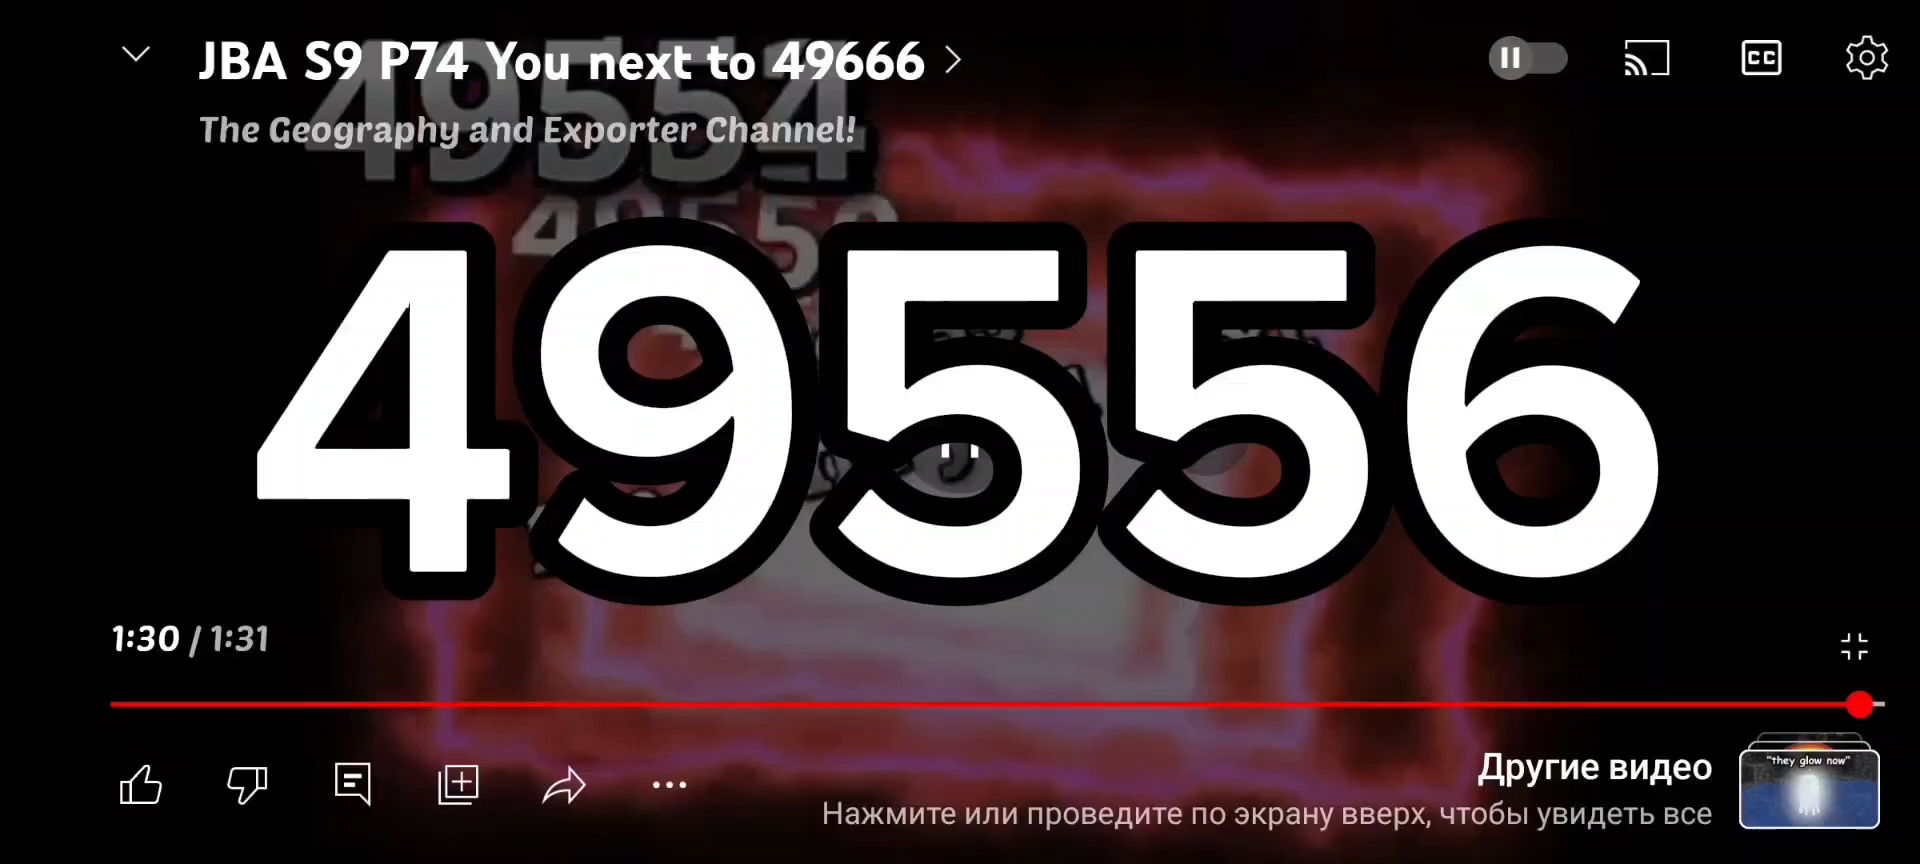 JBA S9 P74 You next to 49666
The Geography and Exporter Channel!
49554
49556
1:30 / 1:31
Другие видео
"they glow now"
Нажмите или проведите по экрану вверх, чтобы увидеть все